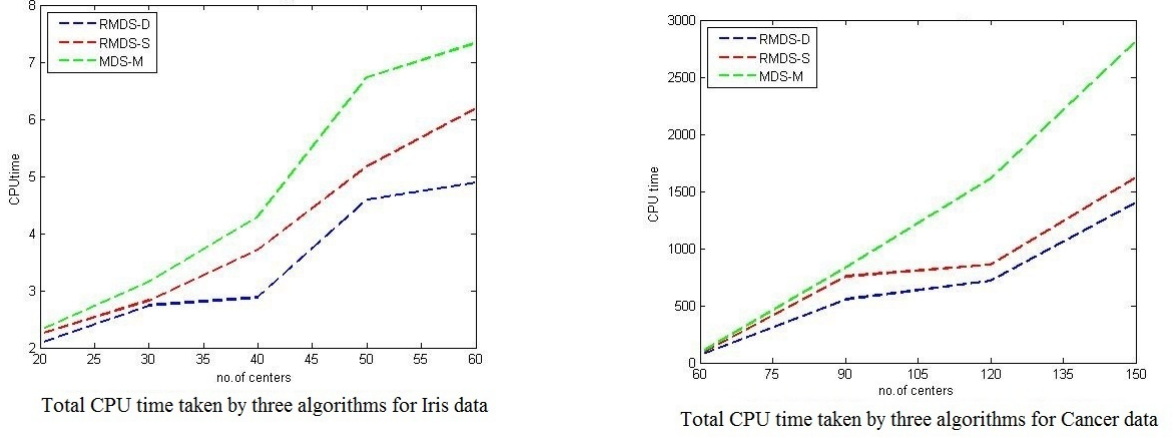 8
7
6
5
4
3
2
CPUtime
RMDS-D
RMDS-S
MDS-M
20 25 30 35 40 45 50 55 60
no.of centers
Total CPU time taken by three algorithms for Iris data
3000
2500
2000
1500
1000
500
0
CPU time
RMDS-D
RMDS-S
MDS-M
60 75 90 105 120 135 150
no.of centers
Total CPU time taken by three algorithms for Cancer data